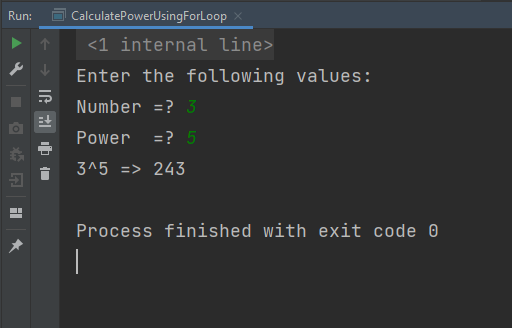 Run: CalculatePowerUsingForLoop ×
<1 internal line>
Enter the following values:
Number =? 3
Power  =? 5
3^5 => 243
Process finished with exit code 0